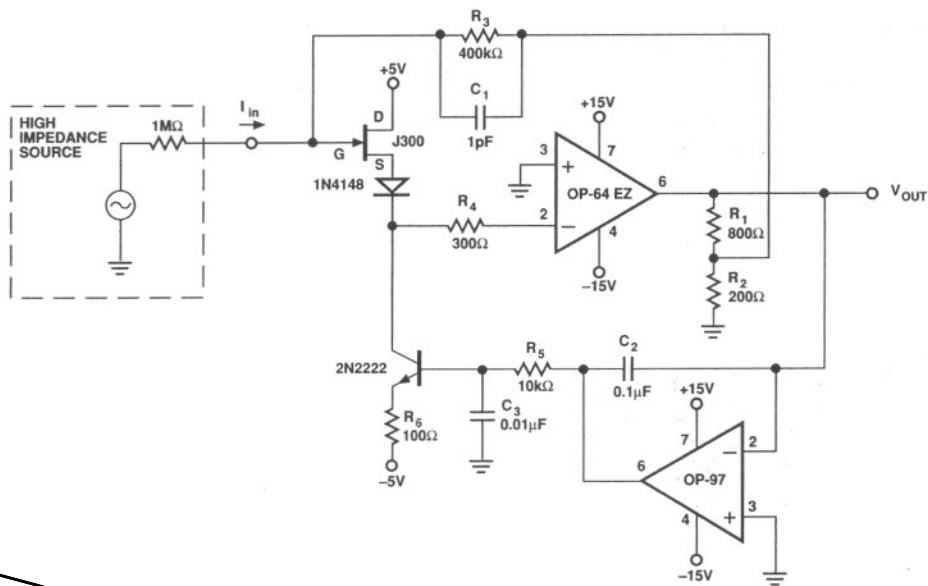 R3
400kΩ
+5V
C1
1pF
HIGH
IMPEDANCE
SOURCE
1MΩ
Iin
D
J300
G
S
1N4148
R4
300Ω
+15V
3
7
+
OP-64 EZ
6
2
−
4
−15V
VOUT
R1
800Ω
R2
200Ω
2N2222
R6
100Ω
−5V
C3
0.01μF
R5
10kΩ
C2
0.1μF
+15V
7
2
−
6
OP-97
4
+
3
−15V